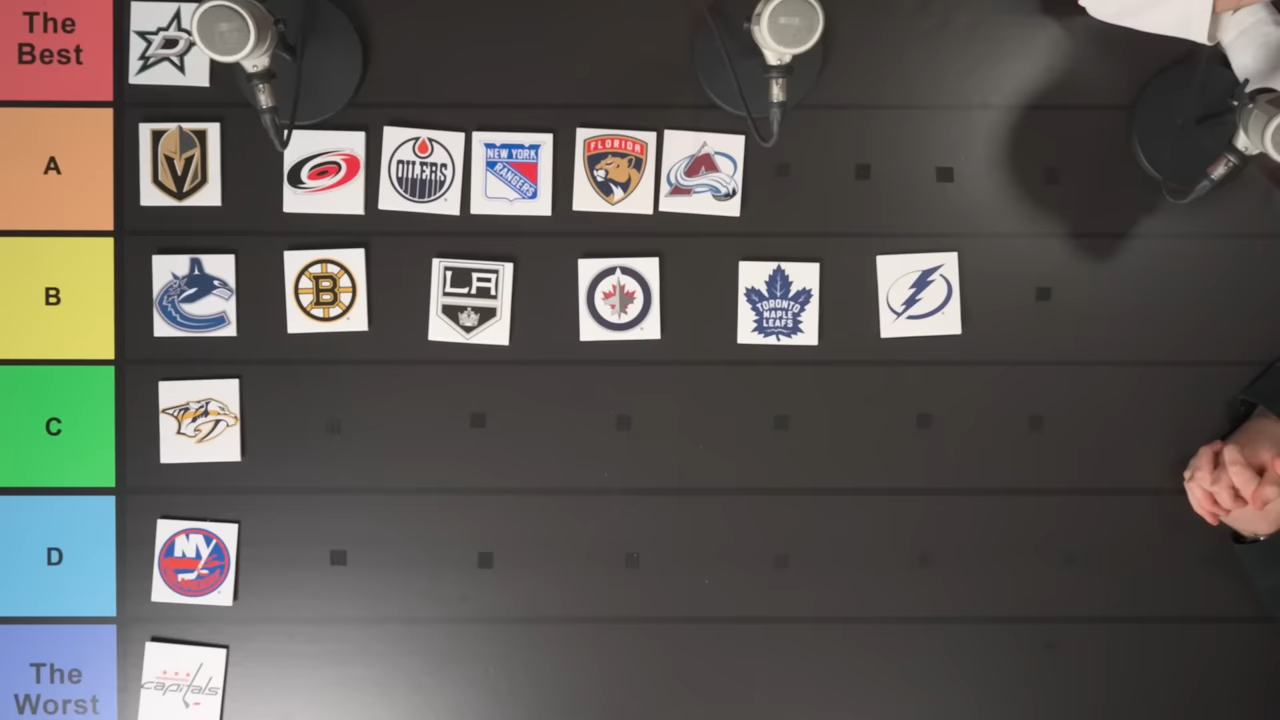 The
Best
D
A
OILERS
NEW YORK
RANGERS
FLORIDA
A
B
B
LA
TORONTO
MAPLE
LEAFS
C
D
NY
The
Worst
capitals